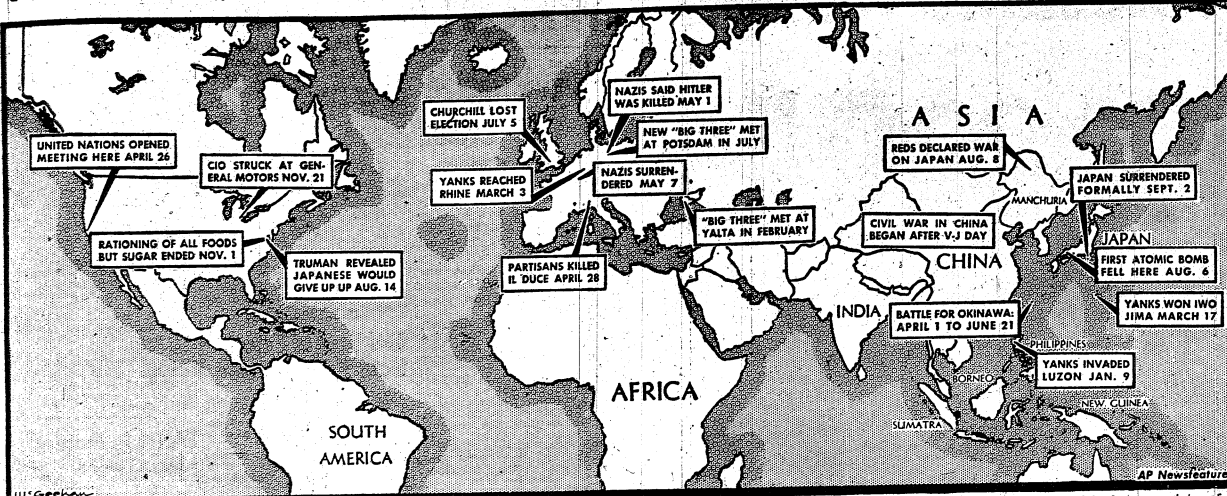 NAZIS SAID HITLER
WAS KILLED MAY 1
CHURCHILL LOST
ELECTION JULY 5
ASIA
UNITED NATIONS OPENED
MEETING HERE APRIL 26
NEW "BIG THREE" MET
AT POTSDAM IN JULY
REDS DECLARED WAR
ON JAPAN AUG. 8
CIO STRUCK AT GEN-
ERAL MOTORS NOV. 21
YANKS REACHED
RHINE MARCH 3
NAZIS SURREN-
DERED MAY 7
JAPAN SURRENDERED
FORMALLY SEPT. 2
MANCHURIA
"BIG THREE" MET AT
YALTA IN FEBRUARY
CIVIL WAR IN CHINA
BEGAN AFTER V-J DAY
JAPAN
RATIONING OF ALL FOODS
BUT SUGAR ENDED NOV. 1
TRUMAN REVEALED
JAPANESE WOULD
GIVE UP UP AUG. 14
PARTISANS KILLED
IL DUCE APRIL 28
CHINA
FIRST ATOMIC BOMB
FELL HERE AUG. 6
INDIA
BATTLE FOR OKINAWA:
APRIL 1 TO JUNE 21
YANKS WON IWO
JIMA MARCH 17
PHILIPPINES
YANKS INVADED
LUZON JAN. 9
BORNEO
AFRICA
NEW GUINEA
SUMATRA
SOUTH
AMERICA
AP Newsfeature
McGeehan